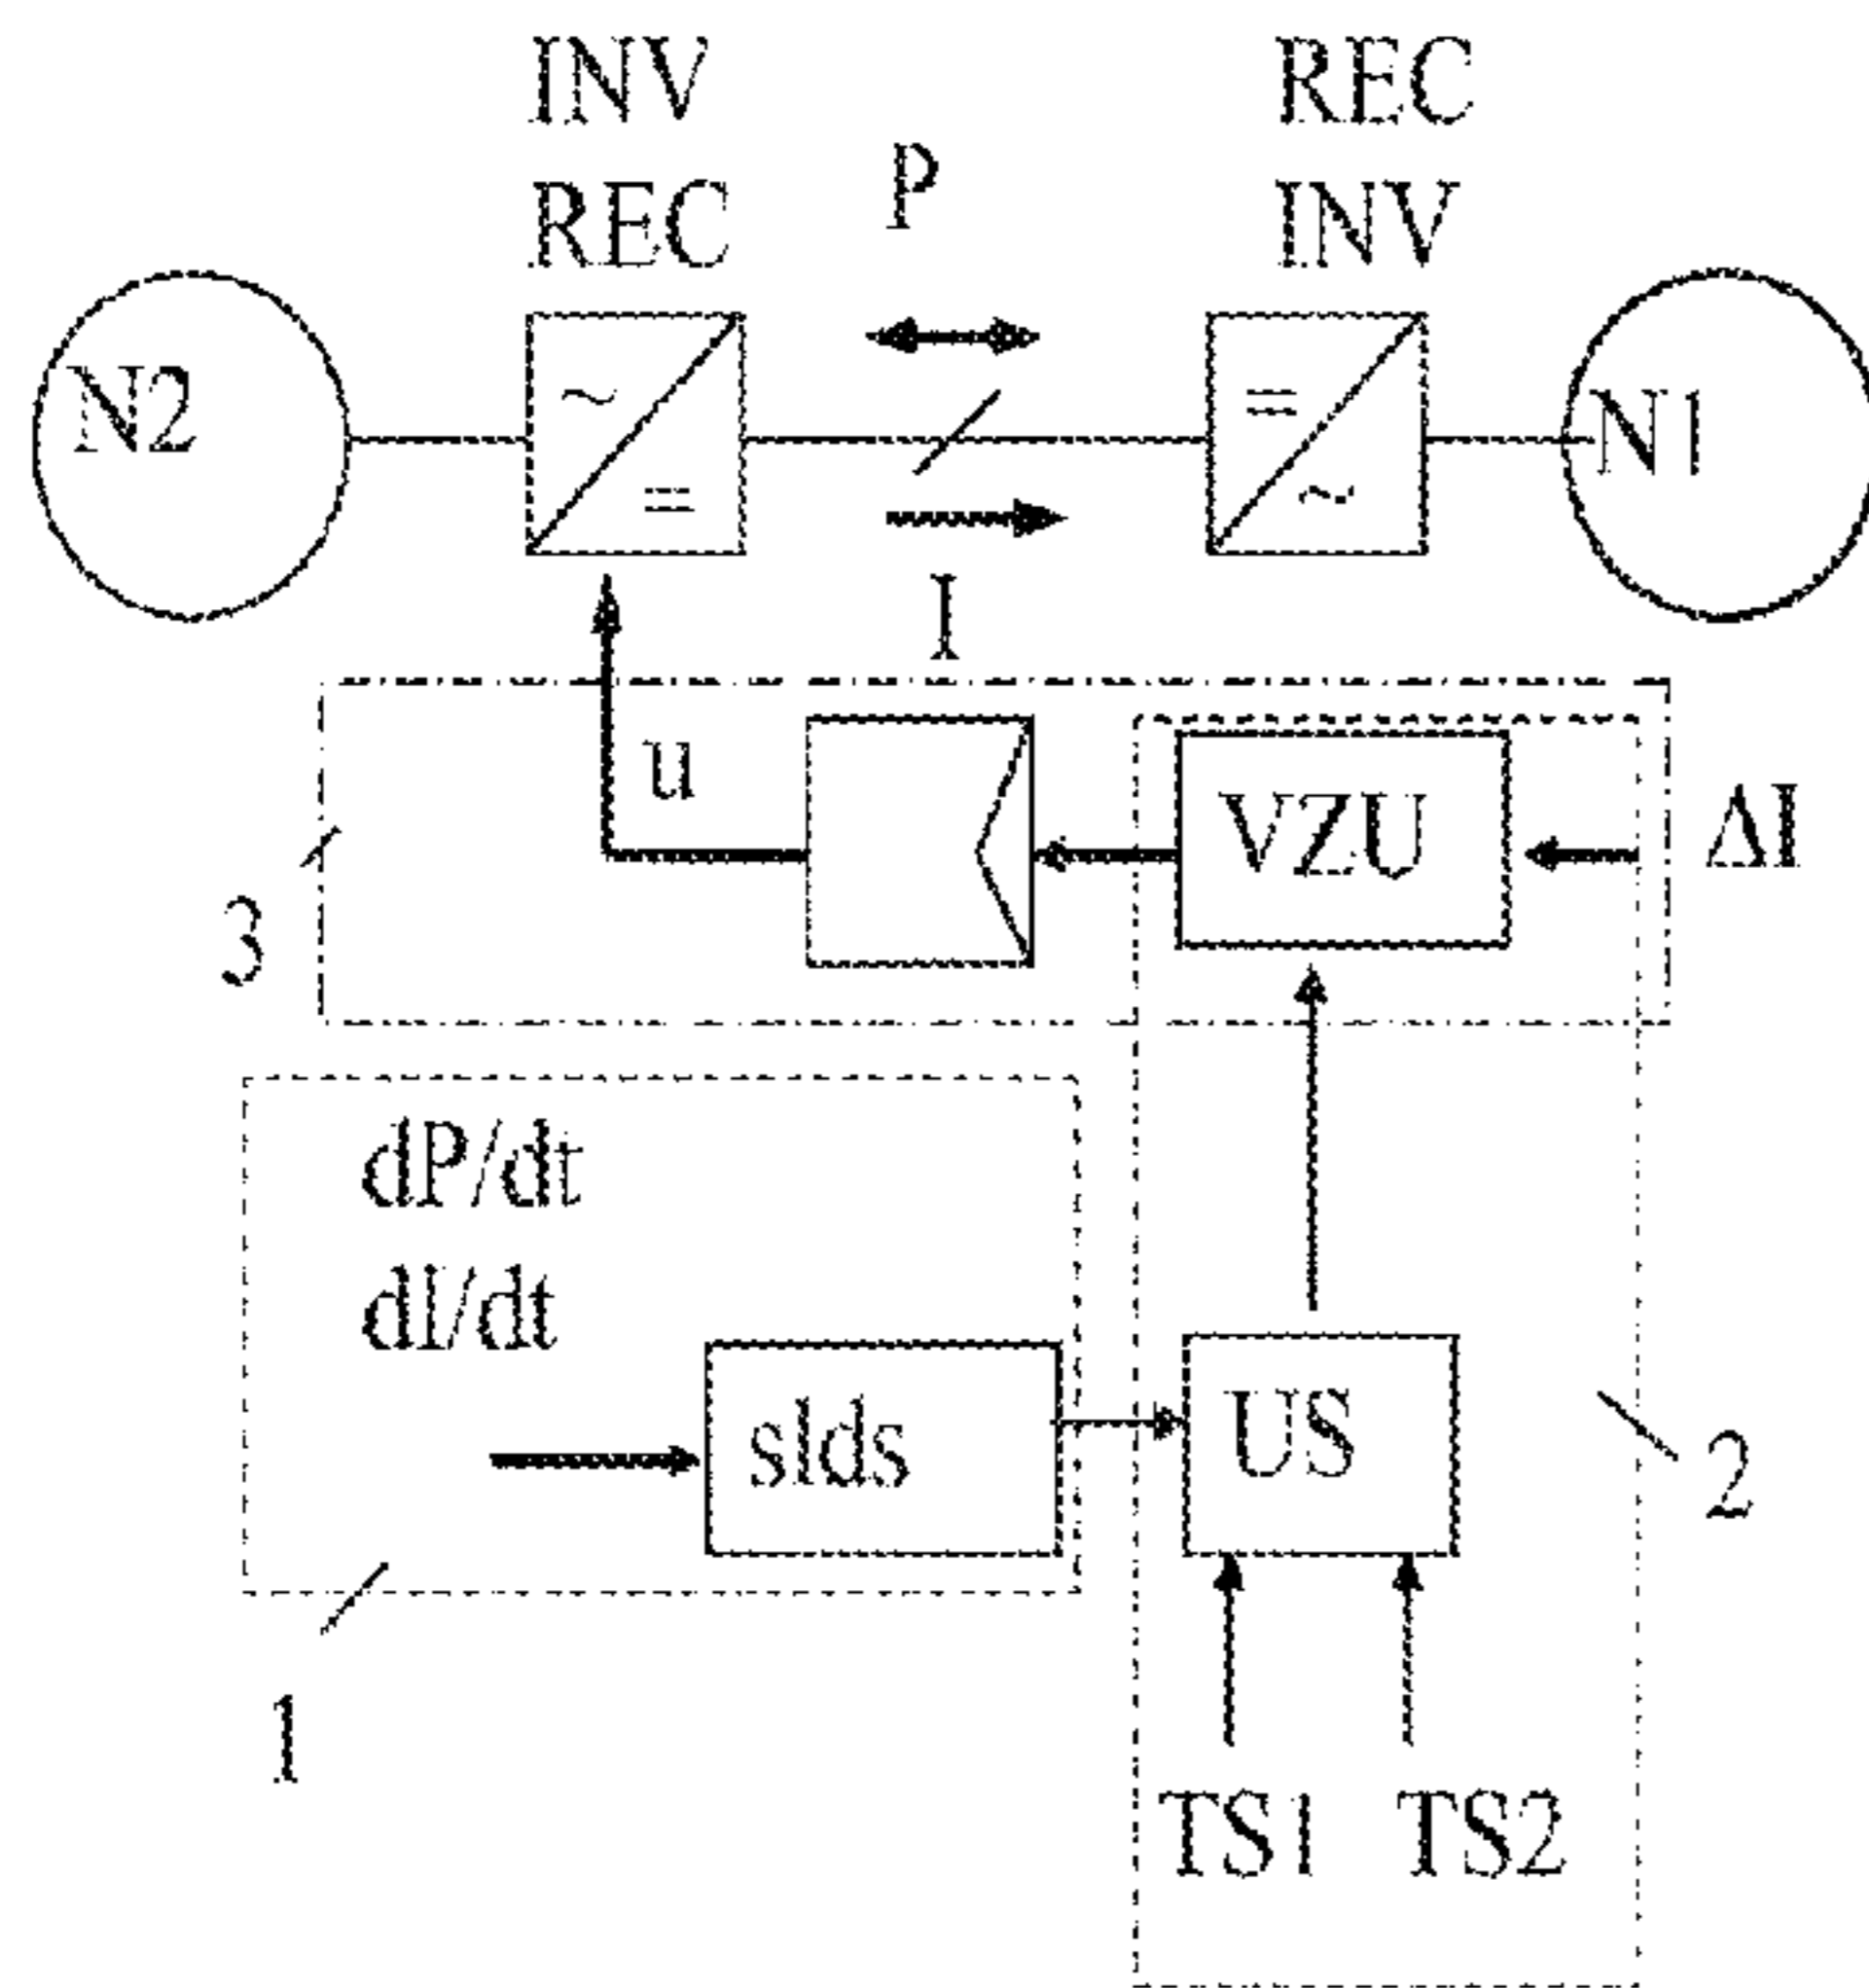 INV
REC
P
REC
INV
N2
~
=
=
~
N1
I
u
VZU
ΔI
3
dP/dt
dI/dt
slds
US
2
1
TS1 TS2